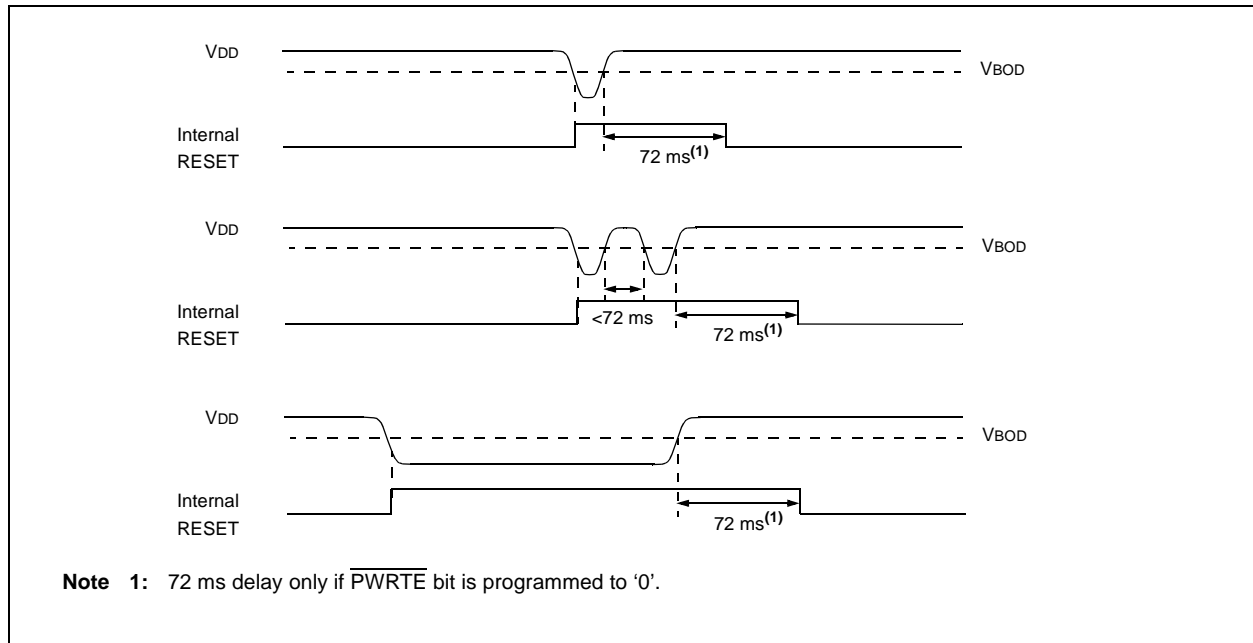 VDD
VBOD
Internal
RESET
72 ms(1)
VDD
VBOD
Internal
RESET
<72 ms
72 ms(1)
VDD
VBOD
Internal
RESET
72 ms(1)
Note 1: 72 ms delay only if PWRTE bit is programmed to ‘0’.